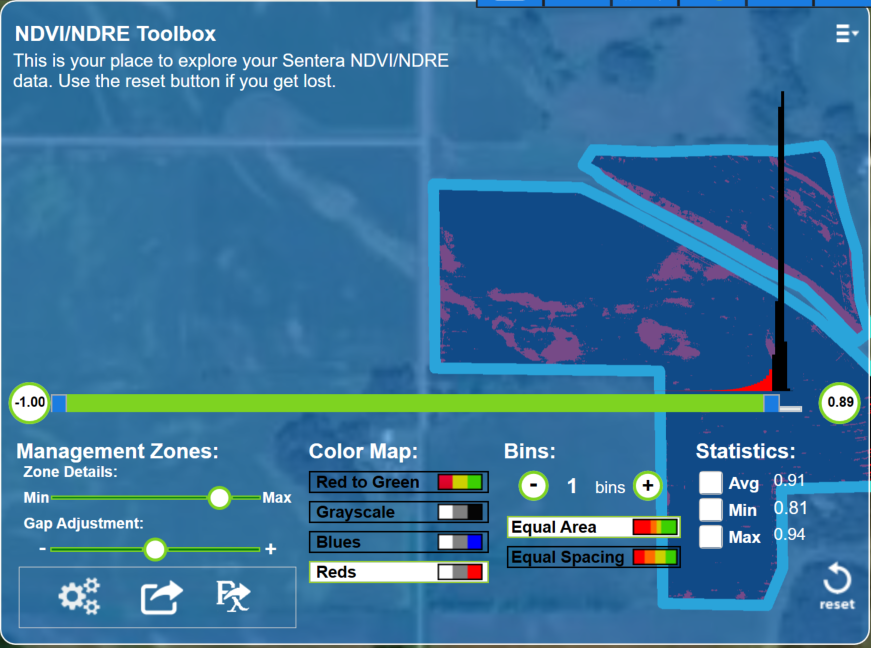 NDVI/NDRE Toolbox
This is your place to explore your Sentera NDVI/NDRE
data. Use the reset button if you get lost.
-1.00
0.89
Management Zones:
Zone Details:
Min
Max
Gap Adjustment:
-
+
Color Map:
Red to Green
Grayscale
Blues
Reds
Bins:
- 1 bins +
Equal Area
Equal Spacing
Statistics:
Avg 0.91
Min 0.81
Max 0.94
reset